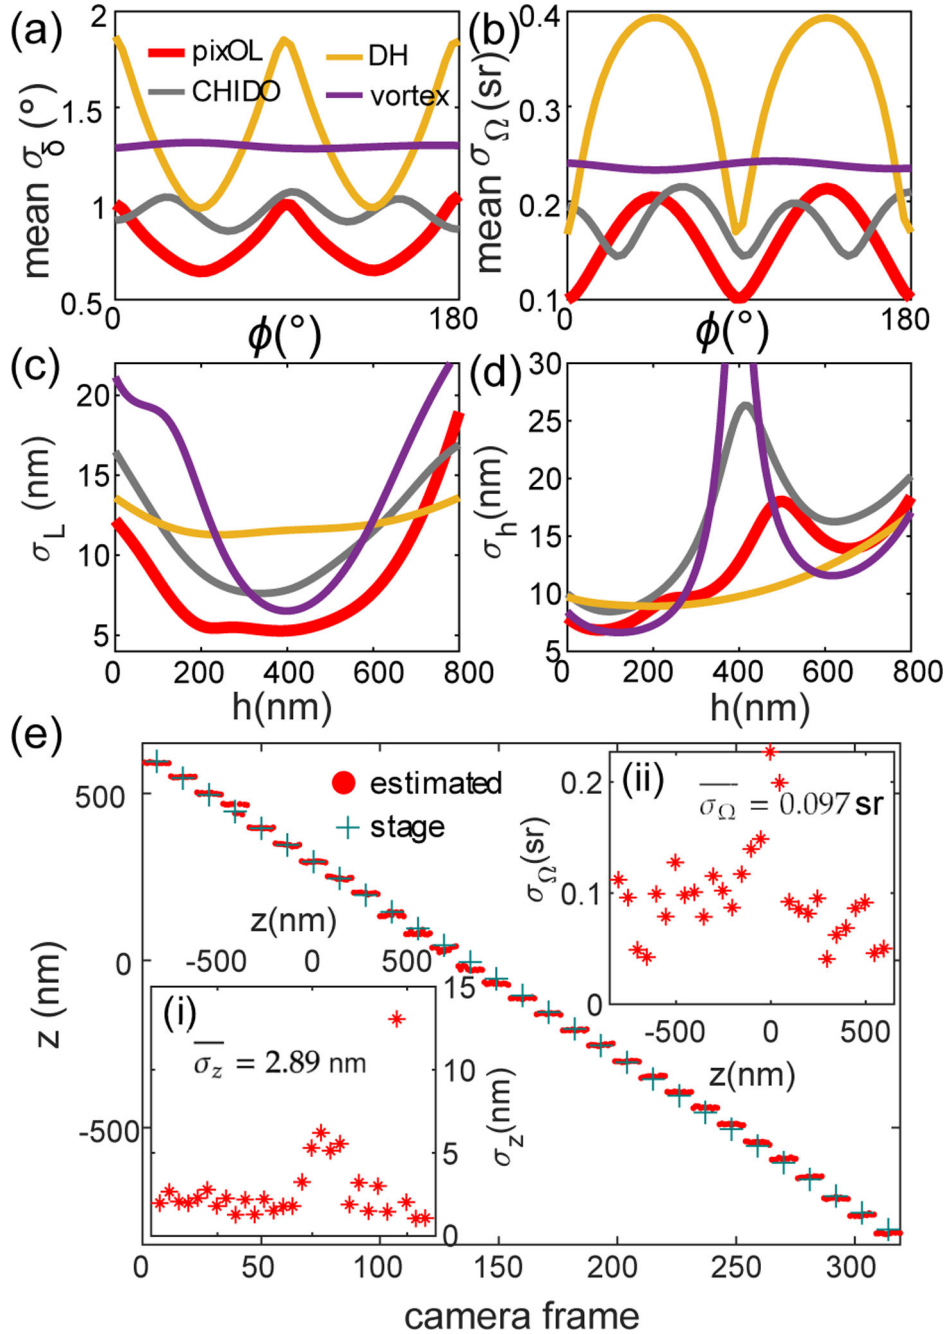 (a)
2
1.5
1
0.5
mean σδ (°)
pixOL
CHIDO
DH
vortex
0
ϕ(°)
180
(b)
0.4
0.3
0.2
0.1
mean σΩ (sr)
0
ϕ(°)
180
(c)
20
15
10
5
σL (nm)
0 200 400 600 800
h(nm)
(d)
30
25
20
15
10
5
σh(nm)
0 200 400 600 800
h(nm)
(e)
500
0
-500
z (nm)
estimated
stage
0 50 100 150 200 250 300
camera frame
z(nm)
-500 0 500
(i)
σz = 2.89 nm
15
10
5
0
σz(nm)
(ii)
σΩ = 0.097 sr
0.2
0.1
0
σΩ(sr)
-500 0 500
z(nm)